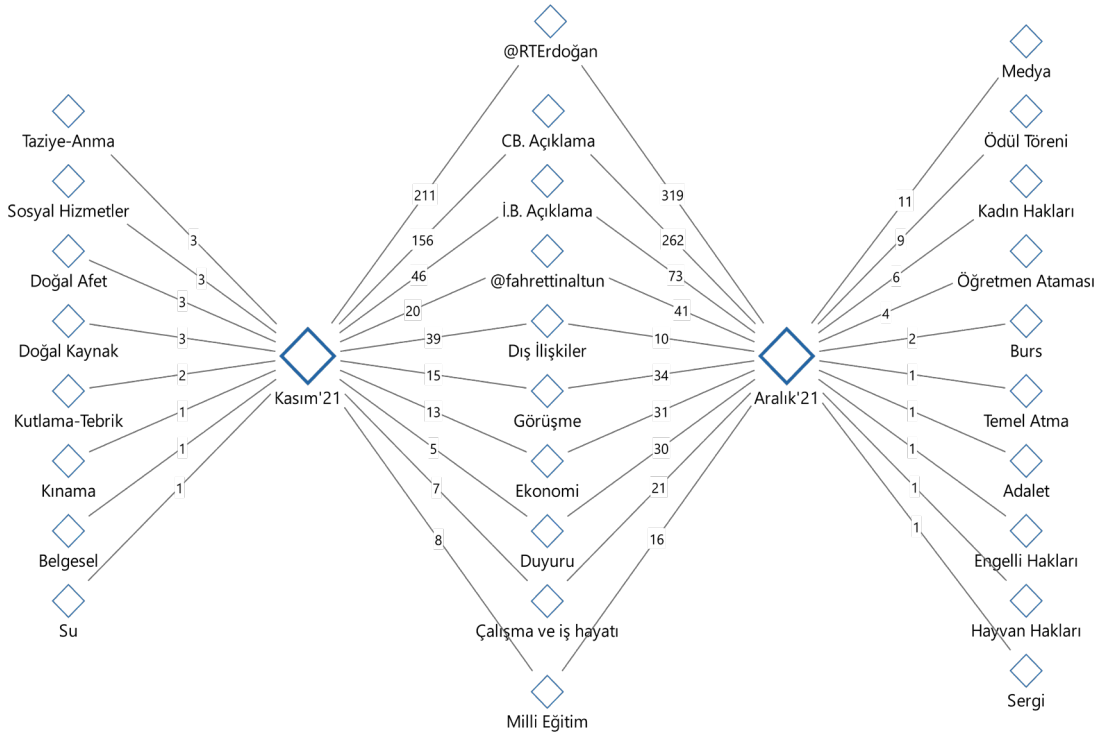 @RTErdoğan
Medya
Taziye-Anma
CB. Açıklama
Ödül Töreni
211
319
11
Sosyal Hizmetler
İ.B. Açıklama
Kadın Hakları
3
156
262
9
Doğal Afet
@fahrettinaltun
Öğretmen Ataması
3
46
73
6
3
20
41
4
Doğal Kaynak
Dış İlişkiler
Burs
3
39
10
2
2
15
34
1
Kutlama-Tebrik
Kasım'21
Görüşme
Aralık'21
Temel Atma
1
13
31
1
Kınama
Ekonomi
Adalet
1
5
30
1
1
7
21
1
Belgesel
Duyuru
Engelli Hakları
8
16
1
Su
Çalışma ve iş hayatı
Hayvan Hakları
Milli Eğitim
Sergi